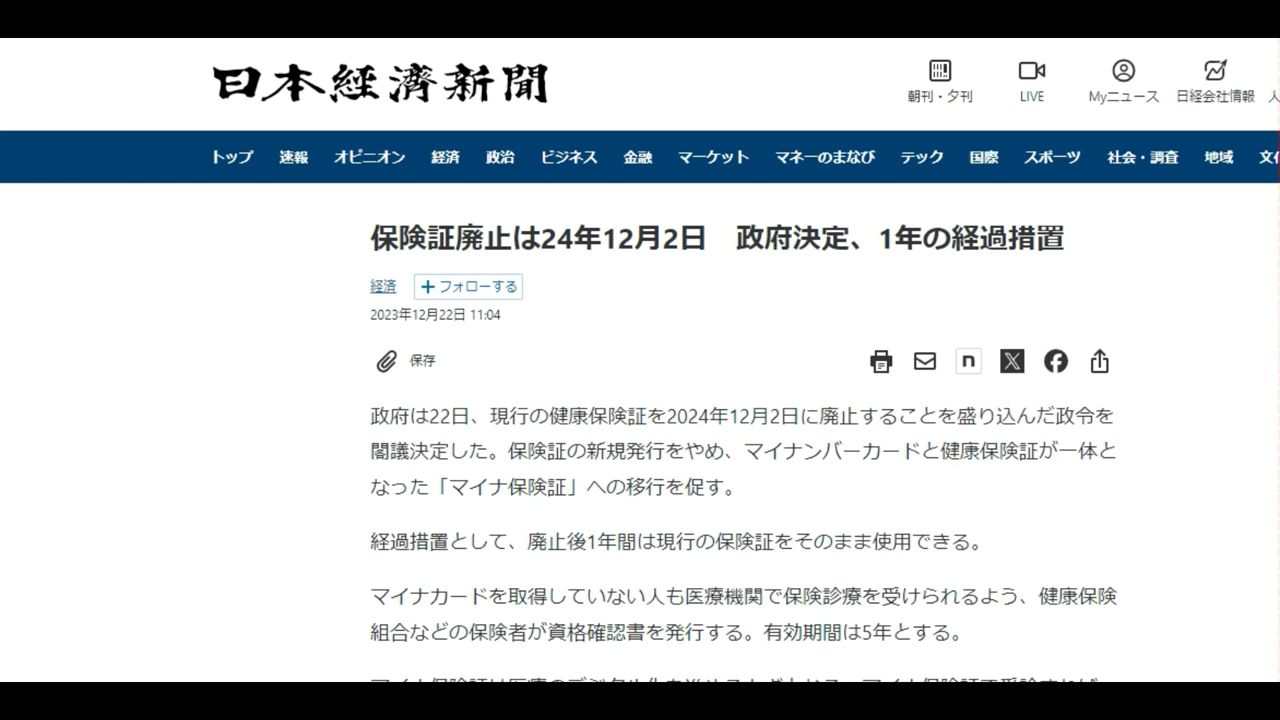 日本経済新聞
朝刊・夕刊
LIVE
Myニュース
日経会社情報
トップ 速報 オピニオン 経済 政治 ビジネス 金融 マーケット マネーのまなび テック 国際 スポーツ 社会・調査 地域 文
保険証廃止は24年12月2日　政府決定、1年の経過措置
経済 +フォローする
2023年12月22日 11:04
保存
政府は22日、現行の健康保険証を2024年12月2日に廃止することを盛り込んだ政令を
閣議決定した。保険証の新規発行をやめ、マイナンバーカードと健康保険証が一体と
なった「マイナ保険証」への移行を促す。
経過措置として、廃止後1年間は現行の保険証をそのまま使用できる。
マイナカードを取得していない人も医療機関で保険診療を受けられるよう、健康保険
組合などの保険者が資格確認書を発行する。有効期間は5年とする。